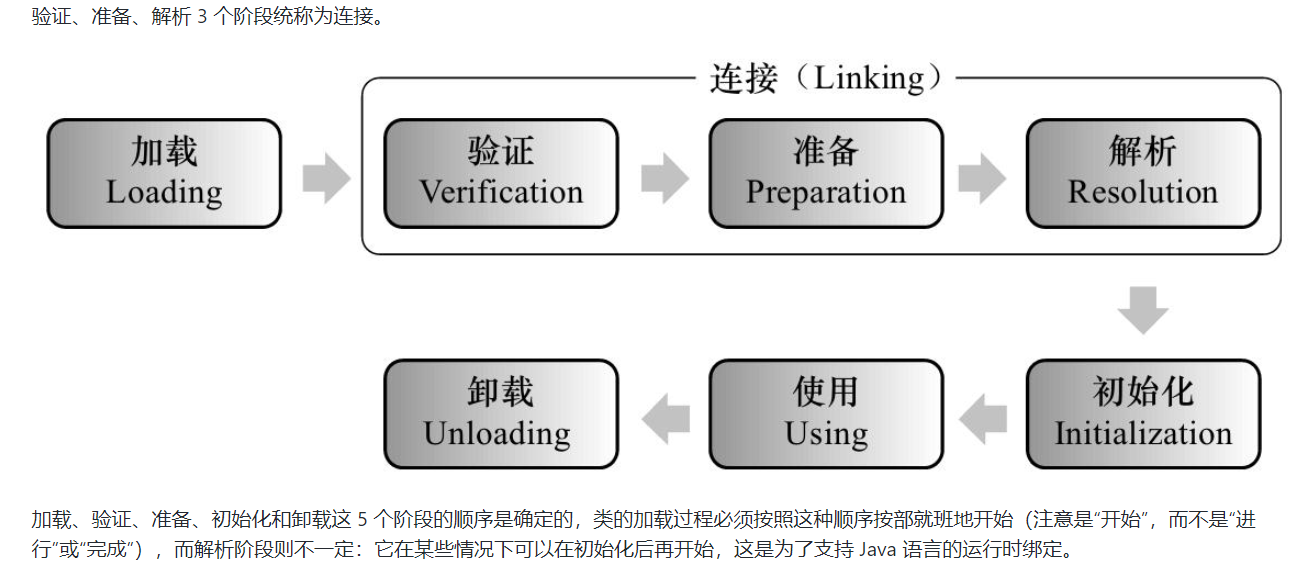 验证、准备、解析 3 个阶段统称为连接。
连接（Linking）
加载
Loading
验证
Verification
准备
Preparation
解析
Resolution
初始化
Initialization
使用
Using
卸载
Unloading
加载、验证、准备、初始化和卸载这 5 个阶段的顺序是确定的，类的加载过程必须按照这种顺序按部就班地开始（注意是“开始”，而不是“进
行”或“完成”），而解析阶段则不一定：它在某些情况下可以在初始化后再开始，这是为了支持 Java 语言的运行时绑定。